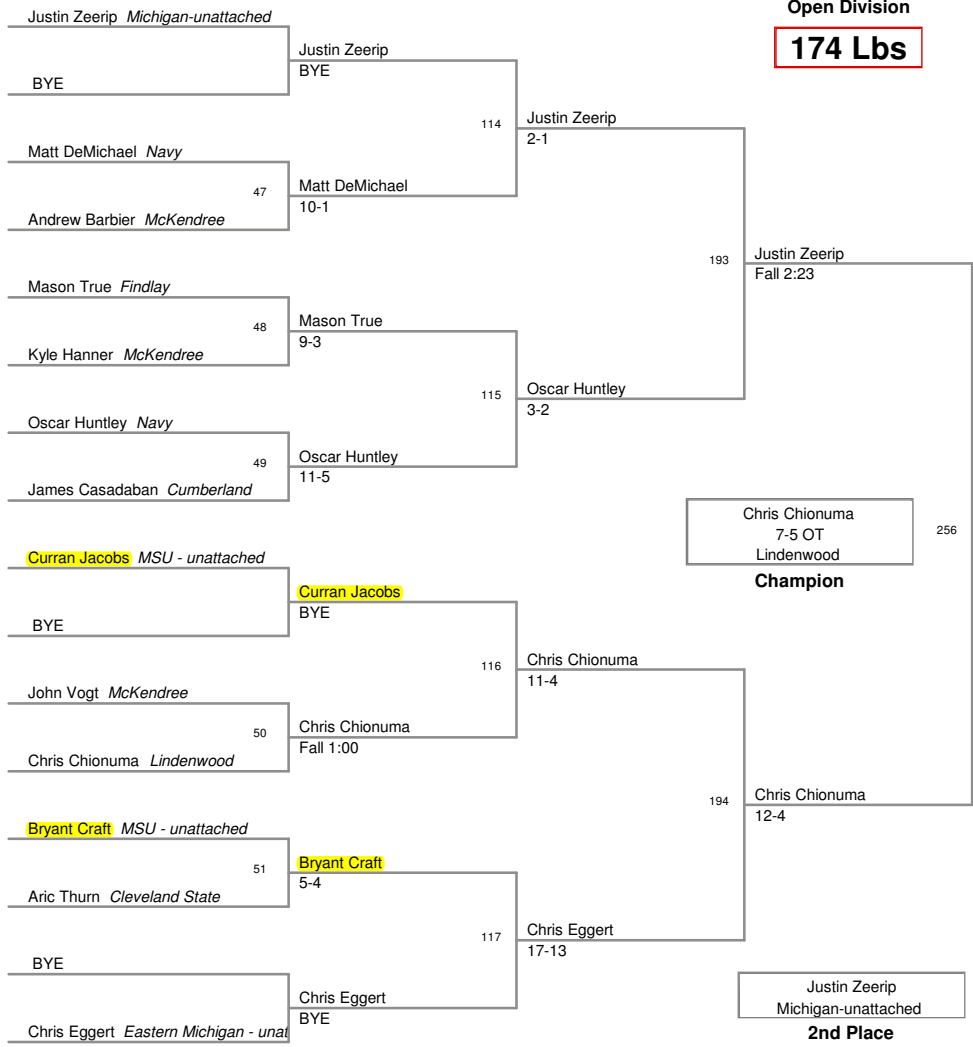 Open Division
174 Lbs
Justin Zeerip Michigan-unattached
BYE
Matt DeMichael Navy
47
Andrew Barbier McKendree
Mason True Findlay
48
Kyle Hanner McKendree
Oscar Huntley Navy
49
James Casadaban Cumberland
Curran Jacobs MSU - unattached
BYE
John Vogt McKendree
50
Chris Chionuma Lindenwood
Bryant Craft MSU - unattached
51
Aric Thurn Cleveland State
BYE
Chris Eggert Eastern Michigan - unat
Justin Zeerip
BYE
114
Matt DeMichael
10-1
Mason True
9-3
115
Oscar Huntley
11-5
Curran Jacobs
BYE
116
Chris Chionuma
Fall 1:00
Bryant Craft
5-4
117
Chris Eggert
BYE
Justin Zeerip
2-1
193
Oscar Huntley
3-2
Chris Chionuma
11-4
194
Chris Eggert
17-13
Justin Zeerip
Fall 2:23
256
Chris Chionuma
12-4
Chris Chionuma
7-5 OT
Lindenwood
Champion
Justin Zeerip
Michigan-unattached
2nd Place